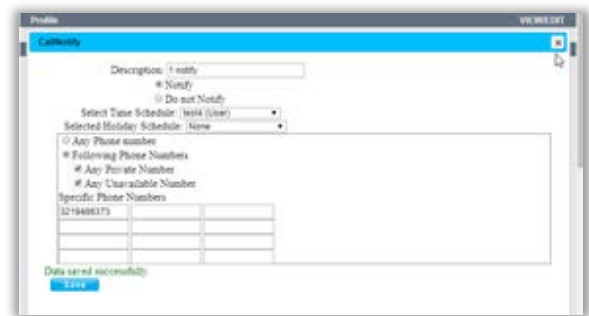 Profile VIEW/EDIT
CallNotify
Description: 1 notify
Notify
Do not Notify
Select Time Schedule: test4 (User)
Selected Holiday Schedule: None
Any Phone number
Following Phone Numbers
Any Private Number
Any Unavailable Number
Specific Phone Numbers
3219486373
Data saved successfully.
Save